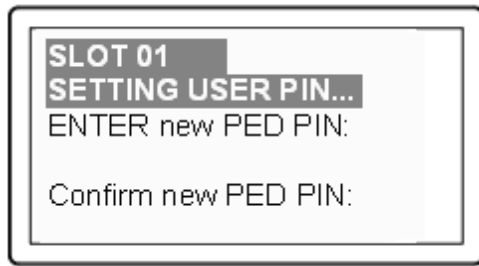 SLOT 01
SETTING USER PIN...
ENTER new PED PIN:
Confirm new PED PIN: